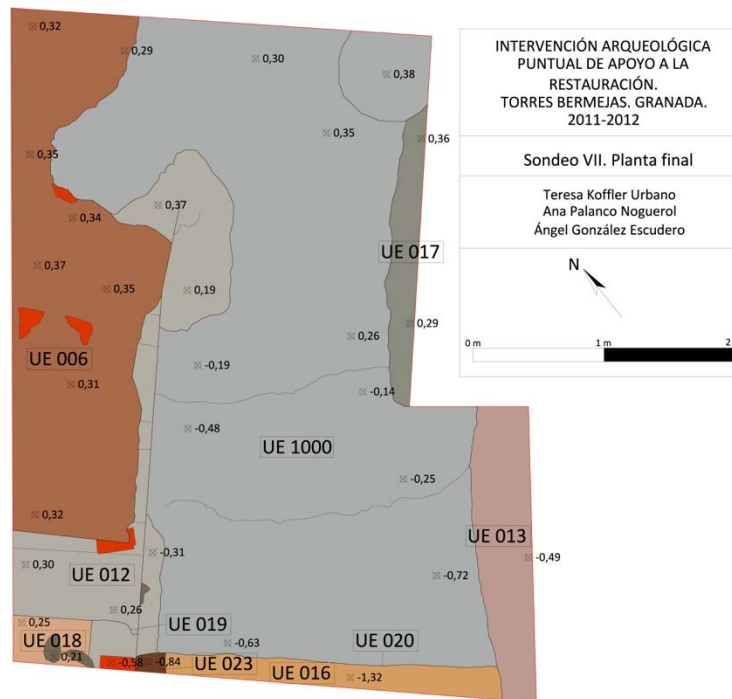 0,32
0,29
0,30
0,38
0,35
0,36
0,35
0,34
0,37
UE 017
0,37
0,35
0,19
0,29
0,26
UE 006
-0,19
0,31
-0,14
-0,48
UE 1000
-0,25
0,32
UE 013
-0,31
-0,49
0,30
UE 012
-0,72
0,26
0,25
UE 019
UE 018
-0,63
UE 020
0,21
-0,58
-0,84
UE 023
UE 016
-1,32
INTERVENCIÓN ARQUEOLÓGICA
PUNTUAL DE APOYO A LA
RESTAURACIÓN.
TORRES BERMEJAS. GRANADA.
2011-2012
Sondeo VII. Planta final
Teresa Koffler Urbano
Ana Palanco Noguerol
Ángel González Escudero
N
0 m
1 m
2